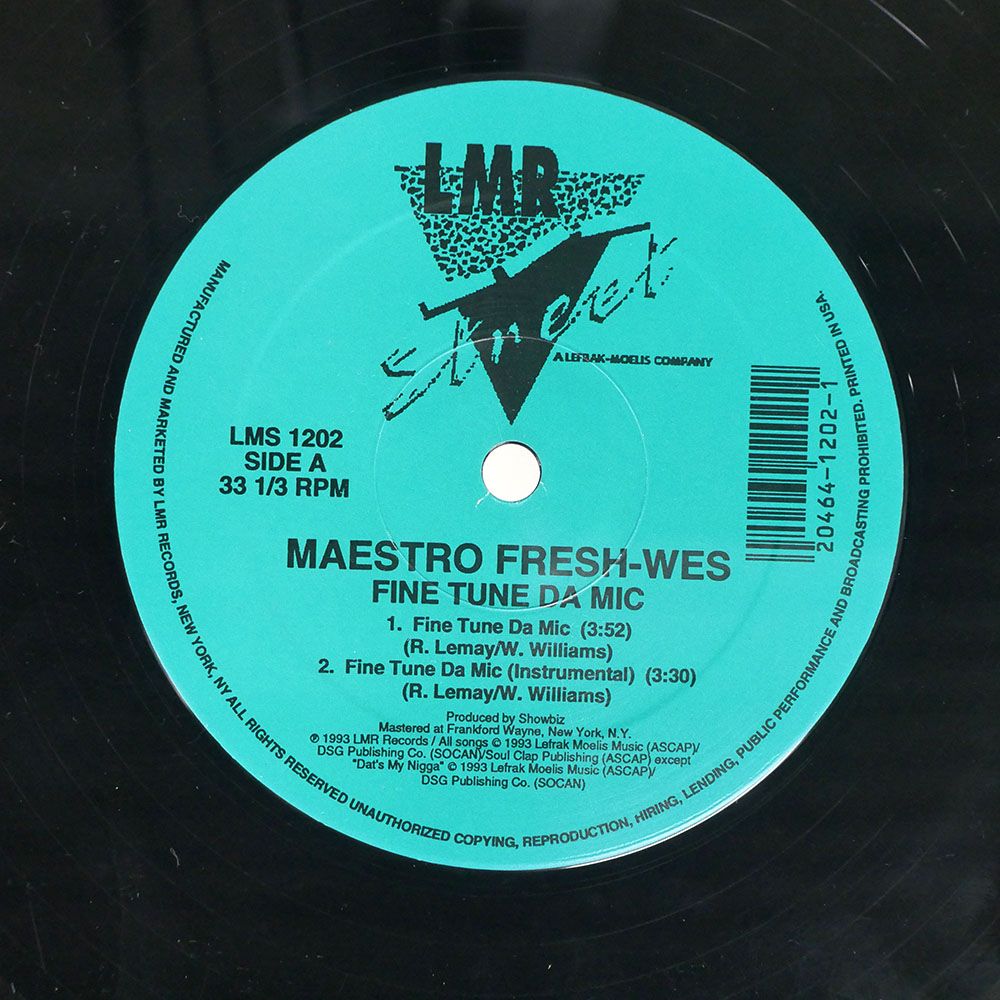 LMR
Street
A LEFRAK-MOELIS COMPANY
LMS 1202
SIDE A
33 1/3 RPM
20464-1202-1
MAESTRO FRESH-WES
FINE TUNE DA MIC
1. Fine Tune Da Mic (3:52)
(R. Lemay/W. Williams)
2. Fine Tune Da Mic (Instrumental) (3:30)
(R. Lemay/W. Williams)
Produced by Showbiz
Mastered at Frankford Wayne, New York, N.Y.
℗ 1993 LMR Records / All songs © 1993 Lefrak Moelis Music (ASCAP)/
DSG Publishing Co. (SOCAN)/Soul Clap Publishing (ASCAP) except
"Dat's My Nigga" © 1993 Lefrak Moelis Music (ASCAP)/
DSG Publishing Co. (SOCAN)
MANUFACTURED AND MARKETED BY LMR RECORDS, NEW YORK, NY ALL RIGHTS RESERVED UNAUTHORIZED COPYING, REPRODUCTION, HIRING, LENDING, PUBLIC PERFORMANCE AND BROADCASTING PROHIBITED. PRINTED IN USA.